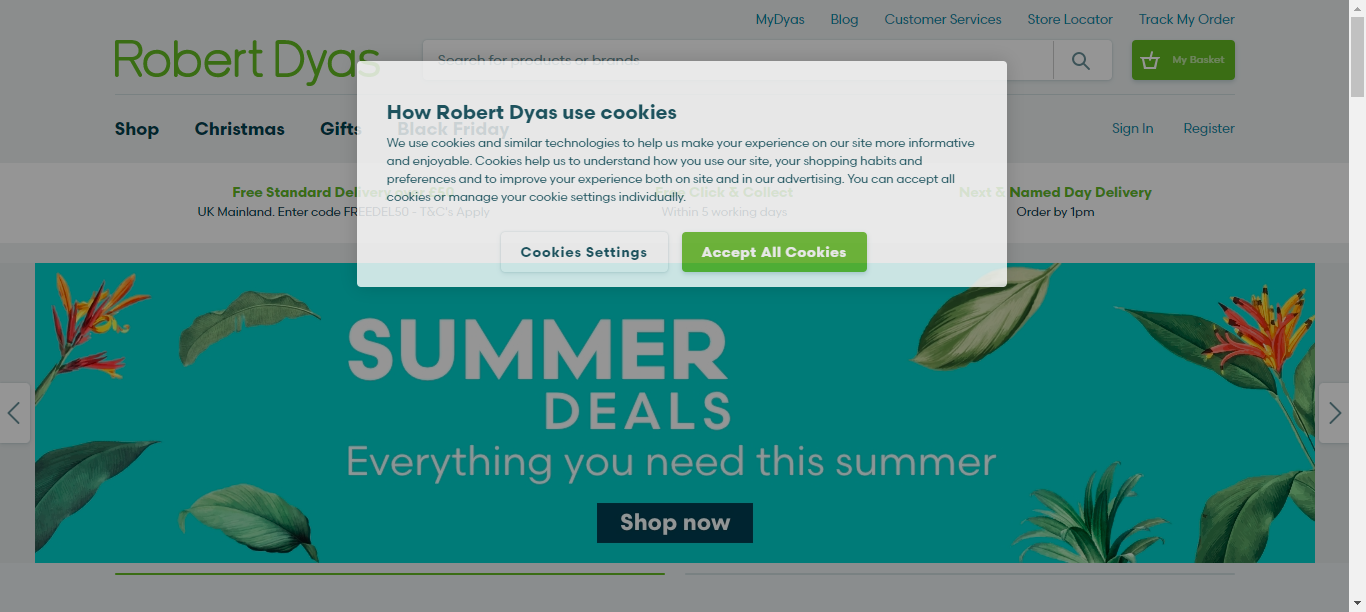 MyDyas Blog Customer Services Store Locator Track My Order
Robert Dyas
Search for products or brands
My Basket
Shop Christmas Gifts Black Friday
Sign In Register
How Robert Dyas use cookies
We use cookies and similar technologies to help us make your experience on our site more informative
and enjoyable. Cookies help us to understand how you use our site, your shopping habits and
preferences and to improve your experience both on site and in our advertising. You can accept all
cookies or manage your cookie settings individually.
Cookies Settings Accept All Cookies
Free Standard Delivery over £50
UK Mainland. Enter code FREEDEL50 - T&C's Apply
Free Click & Collect
Within 5 working days
Next & Named Day Delivery
Order by 1pm
SUMMER
DEALS
Everything you need this summer
Shop now